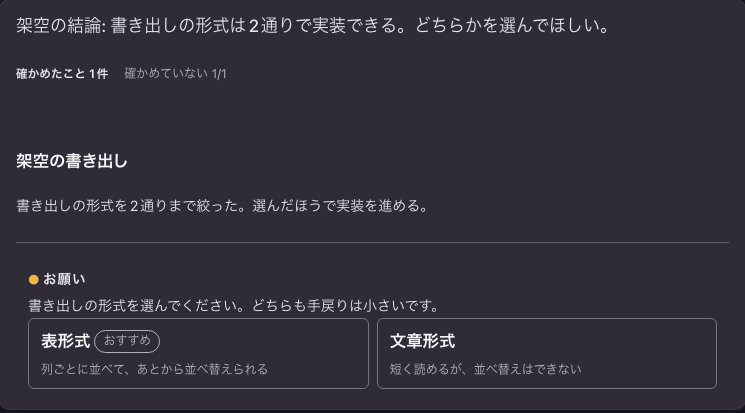 架空の結論: 書き出しの形式は2通りで実装できる。どちらかを選んでほしい。
確かめたこと 1件 確かめていない 1/1
架空の書き出し
書き出しの形式を2通りまで絞った。選んだほうで実装を進める。
お願い
書き出しの形式を選んでください。どちらも手戻りは小さいです。
表形式 おすすめ
列ごとに並べて、あとから並べ替えられる
文章形式
短く読めるが、並べ替えはできない